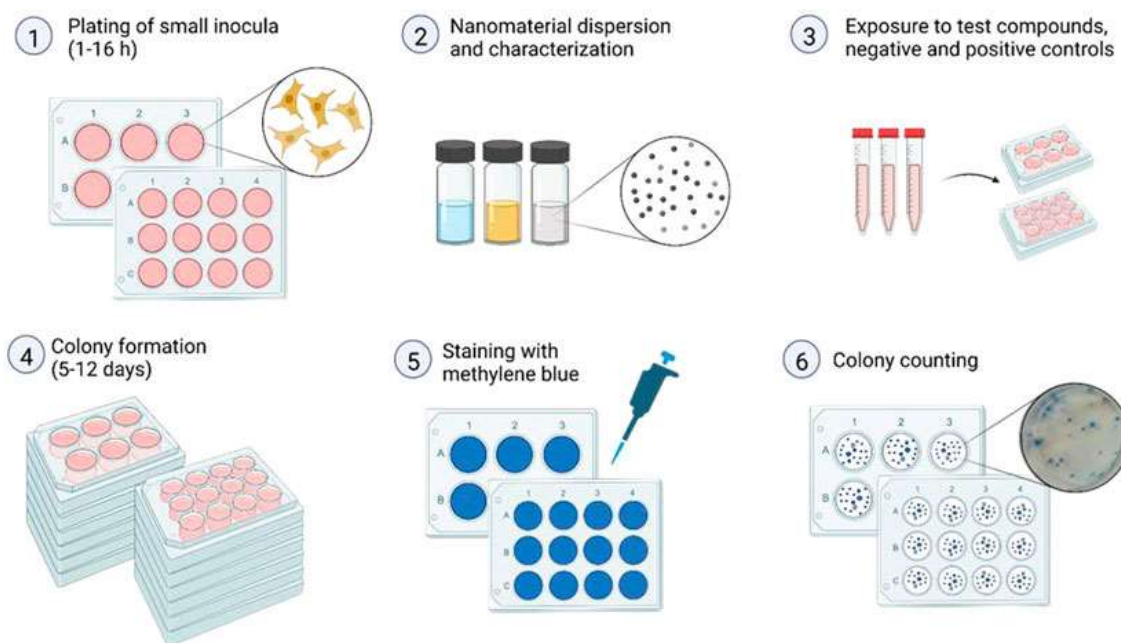 1 Plating of small inocula
(1-16 h)
2 Nanomaterial dispersion
and characterization
3 Exposure to test compounds,
negative and positive controls
1 2 3
A
B
1 2 3 4
A
B
C
4 Colony formation
(5-12 days)
5 Staining with
methylene blue
6 Colony counting
1 2 3
A
B
1 2 3 4
A
B
C
1 2 3
A
B
1 2 3 4
A
B
C